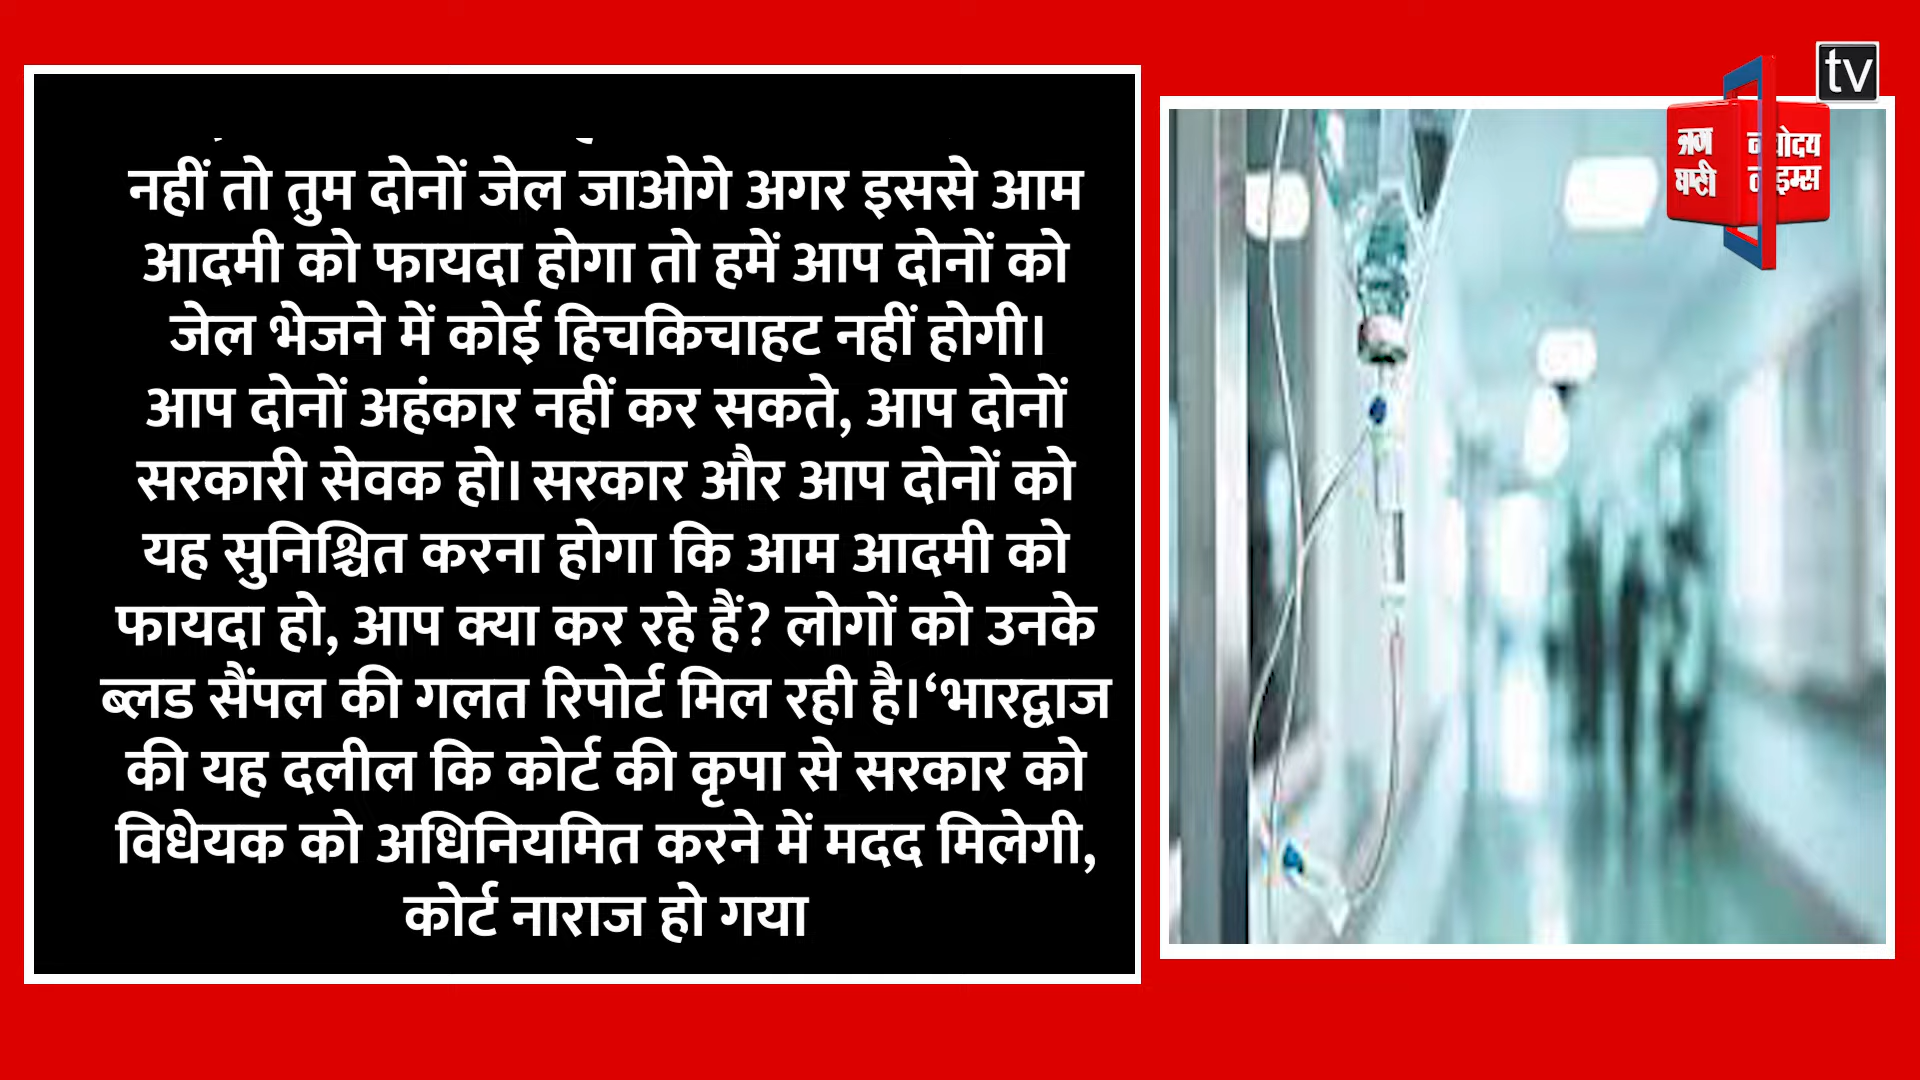 नहीं तो तुम दोनों जेल जाओगे अगर इससे आम
आदमी को फायदा होगा तो हमें आप दोनों को
जेल भेजने में कोई हिचकिचाहट नहीं होगी।
आप दोनों अहंकार नहीं कर सकते, आप दोनों
सरकारी सेवक हो। सरकार और आप दोनों को
यह सुनिश्चित करना होगा कि आम आदमी को
फायदा हो, आप क्या कर रहे हैं? लोगों को उनके
ब्लड सैंपल की गलत रिपोर्ट मिल रही है।‘भारद्वाज
की यह दलील कि कोर्ट की कृपा से सरकार को
विधेयक को अधिनियमित करने में मदद मिलेगी,
कोर्ट नाराज हो गया
tv